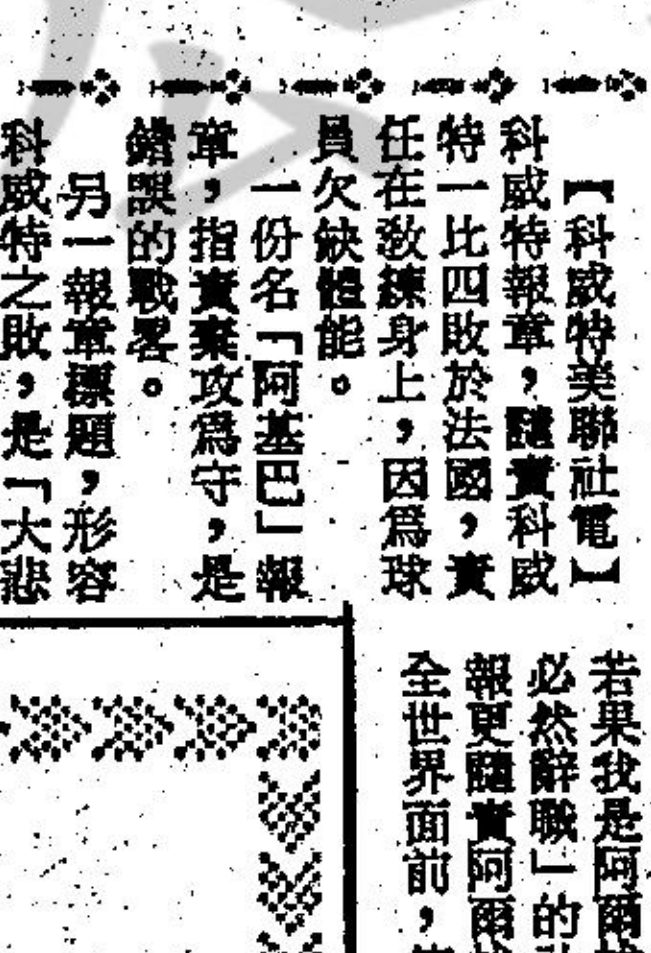 【科威特美聯社電】
科威特報章，譴責科威
特一比四敗於法國，責
任在敎練身上，因爲球
員欠缺體能。
一份名「阿基巴」報
章，指責棄攻爲守，是
錯誤的戰畧。
另一報章標題，形容
科威特之敗，是「大悲
若果我是阿爾
必然辭職」的
報更譴責阿爾
全世界面前，